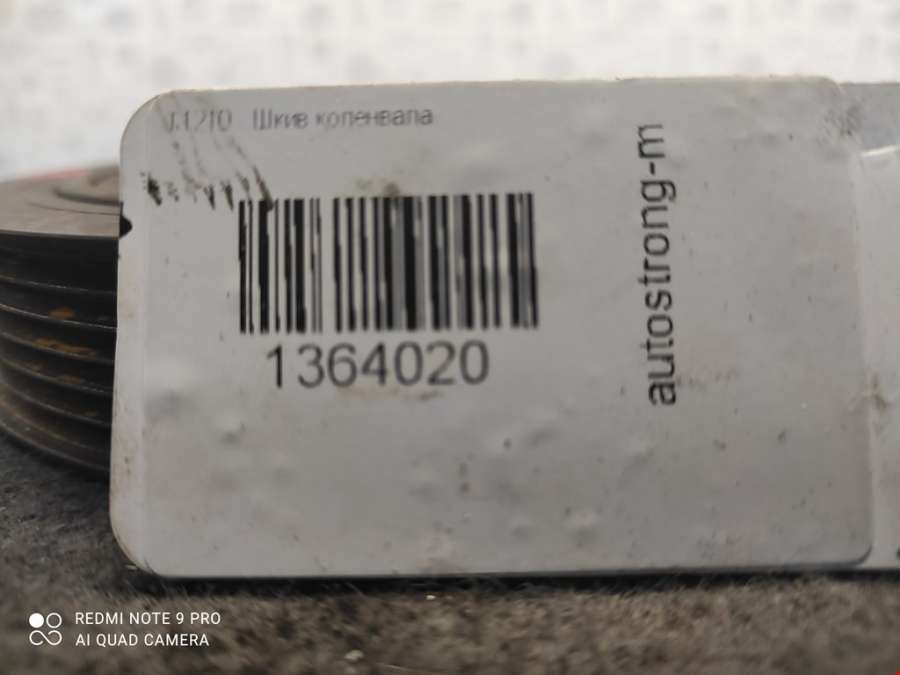 Шкив коленвала
1364020
autostrong-m
REDMI NOTE 9 PRO
AI QUAD CAMERA